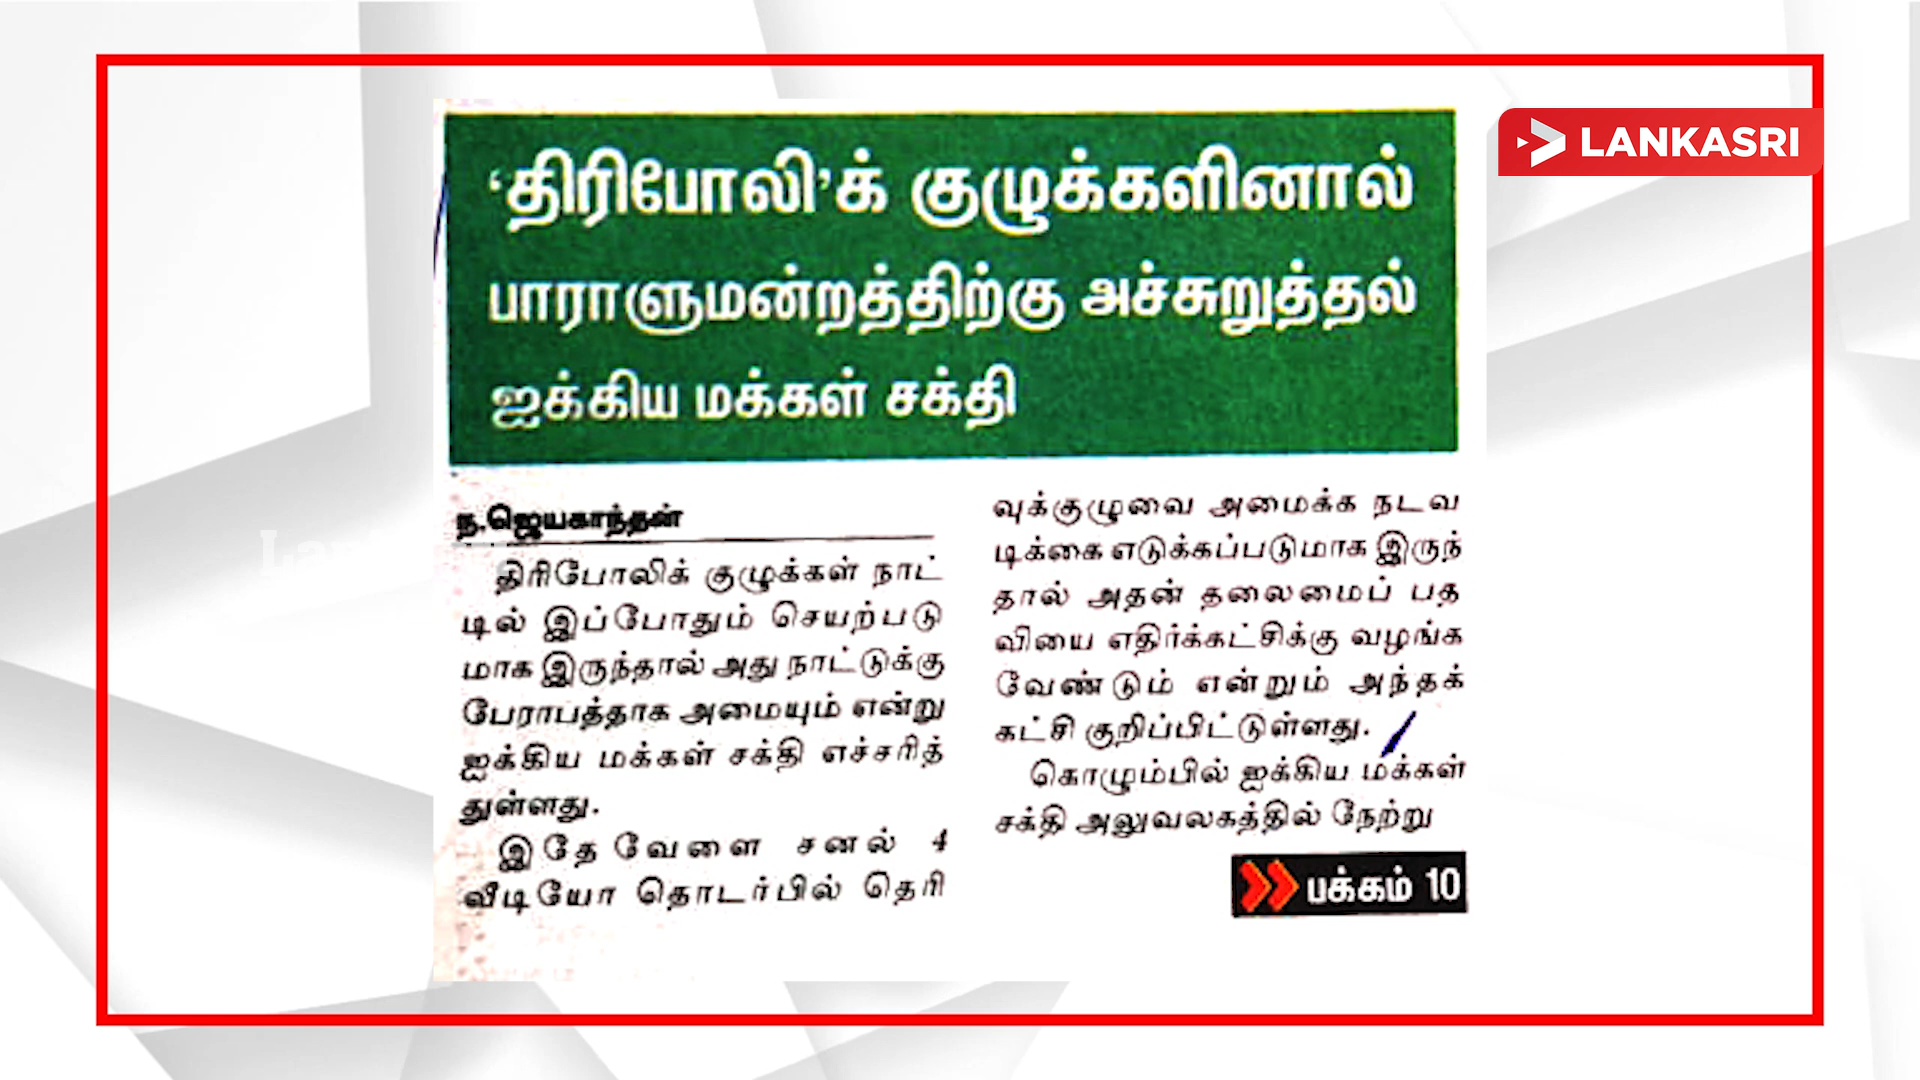 LANKASRI
‘திரிபோலி’க் குழுக்களினால்
பாராளுமன்றத்திற்கு அச்சுறுத்தல்
ஐக்கிய மக்கள் சக்தி
ந.ஜெயகாந்தன்
திரிபோலிக் குழுக்கள் நாட்
டில் இப்போதும் செயற்படு
மாக இருந்தால் அது நாட்டுக்கு
பேராபத்தாக அமையும் என்று
ஐக்கிய மக்கள் சக்தி எச்சரித்
துள்ளது.
இதேவேளை சனல் 4
வீடியோ தொடர்பில் தெரி
வுக்குழுவை அமைக்க நடவ
டிக்கை எடுக்கப்படுமாக இருந்
தால் அதன் தலைமைப் பத
வியை எதிர்க்கட்சிக்கு வழங்க
வேண்டும் என்றும் அந்தக்
கட்சி குறிப்பிட்டுள்ளது.
கொழும்பில் ஐக்கிய மக்கள்
சக்தி அலுவலகத்தில் நேற்று
பக்கம் 10